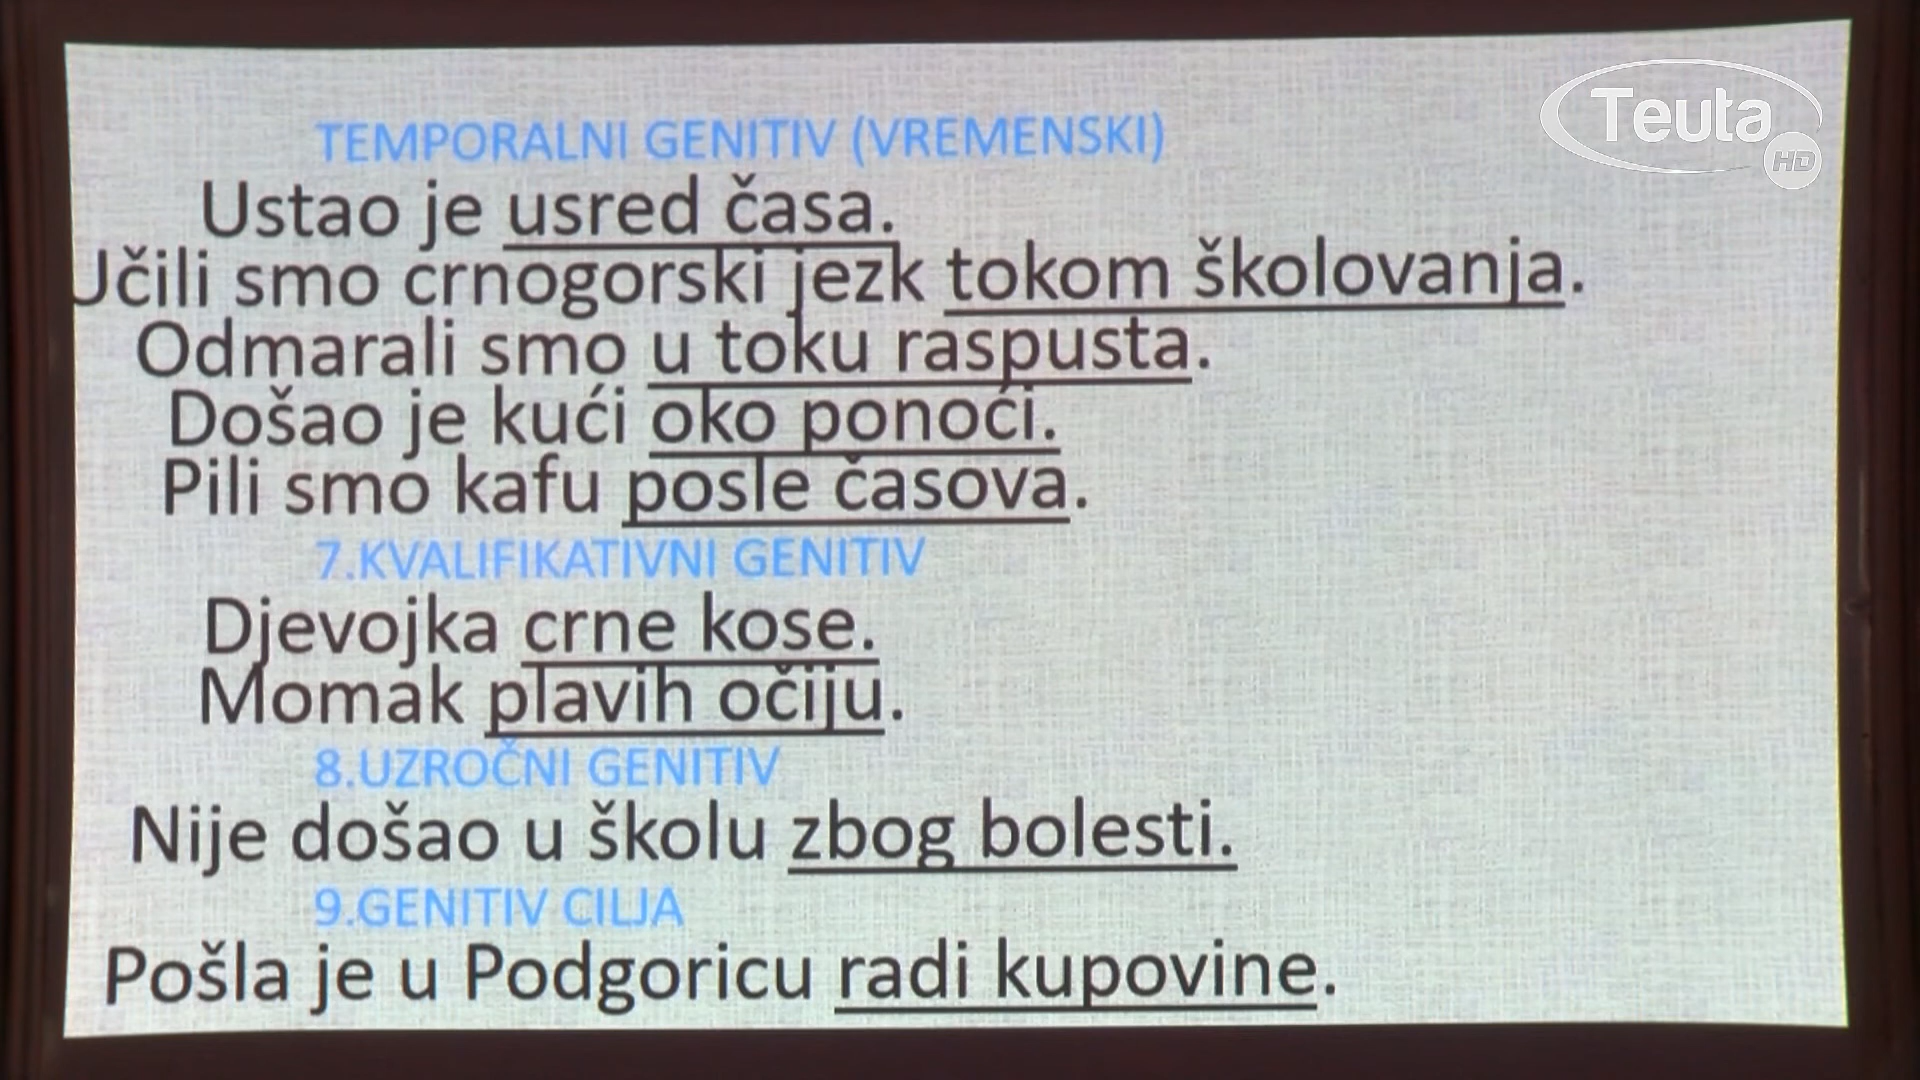 Teuta
HD
TEMPORALNI GENITIV (VREMENSKI)
Ustao je usred časa.
Učili smo crnogorski jezk tokom školovanja.
Odmarali smo u toku raspusta.
Došao je kući oko ponoći.
Pili smo kafu posle časova.
7.KVALIFIKATIVNI GENITIV
Djevojka crne kose.
Momak plavih očiju.
8.UZROČNI GENITIV
Nije došao u školu zbog bolesti.
9.GENITIV CILJA
Pošla je u Podgoricu radi kupovine.